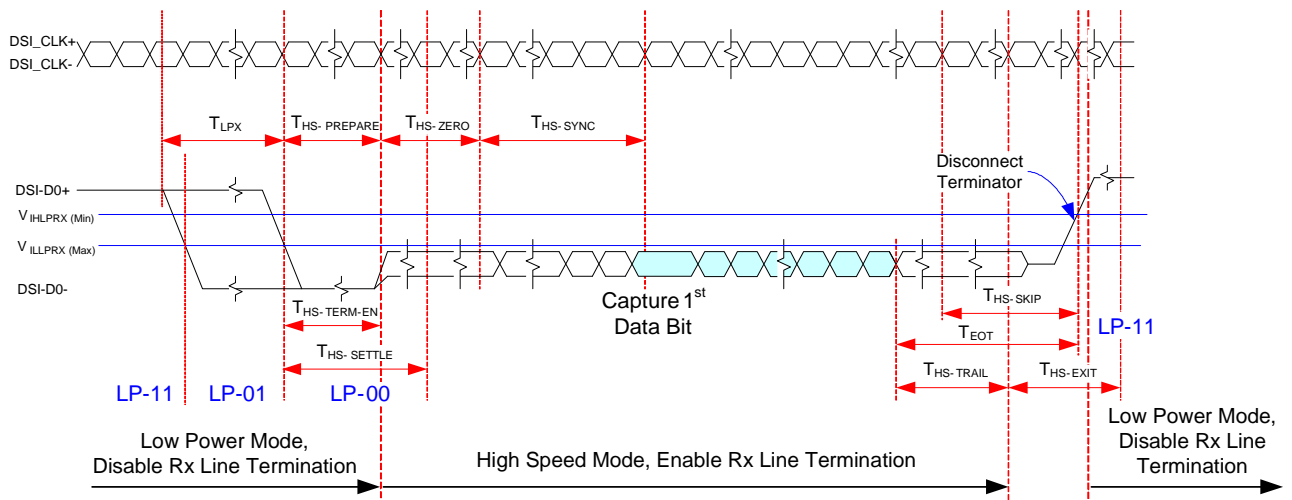 DSI_CLK+
DSI_CLK-
TLPX
THS-PREPARE
THS-ZERO
THS-SYNC
Disconnect
Terminator
DSI-D0+
VIHLPRX (Min)
VILLPRX (Max)
DSI-D0-
Capture 1st
Data Bit
THS-TERM-EN
THS-SKIP
LP-11
TEOT
THS-SETTLE
THS-TRAIL
THS-EXIT
LP-11
LP-01
LP-00
Low Power Mode,
Disable Rx Line Termination
High Speed Mode, Enable Rx Line Termination
Low Power Mode,
Disable Rx Line
Termination